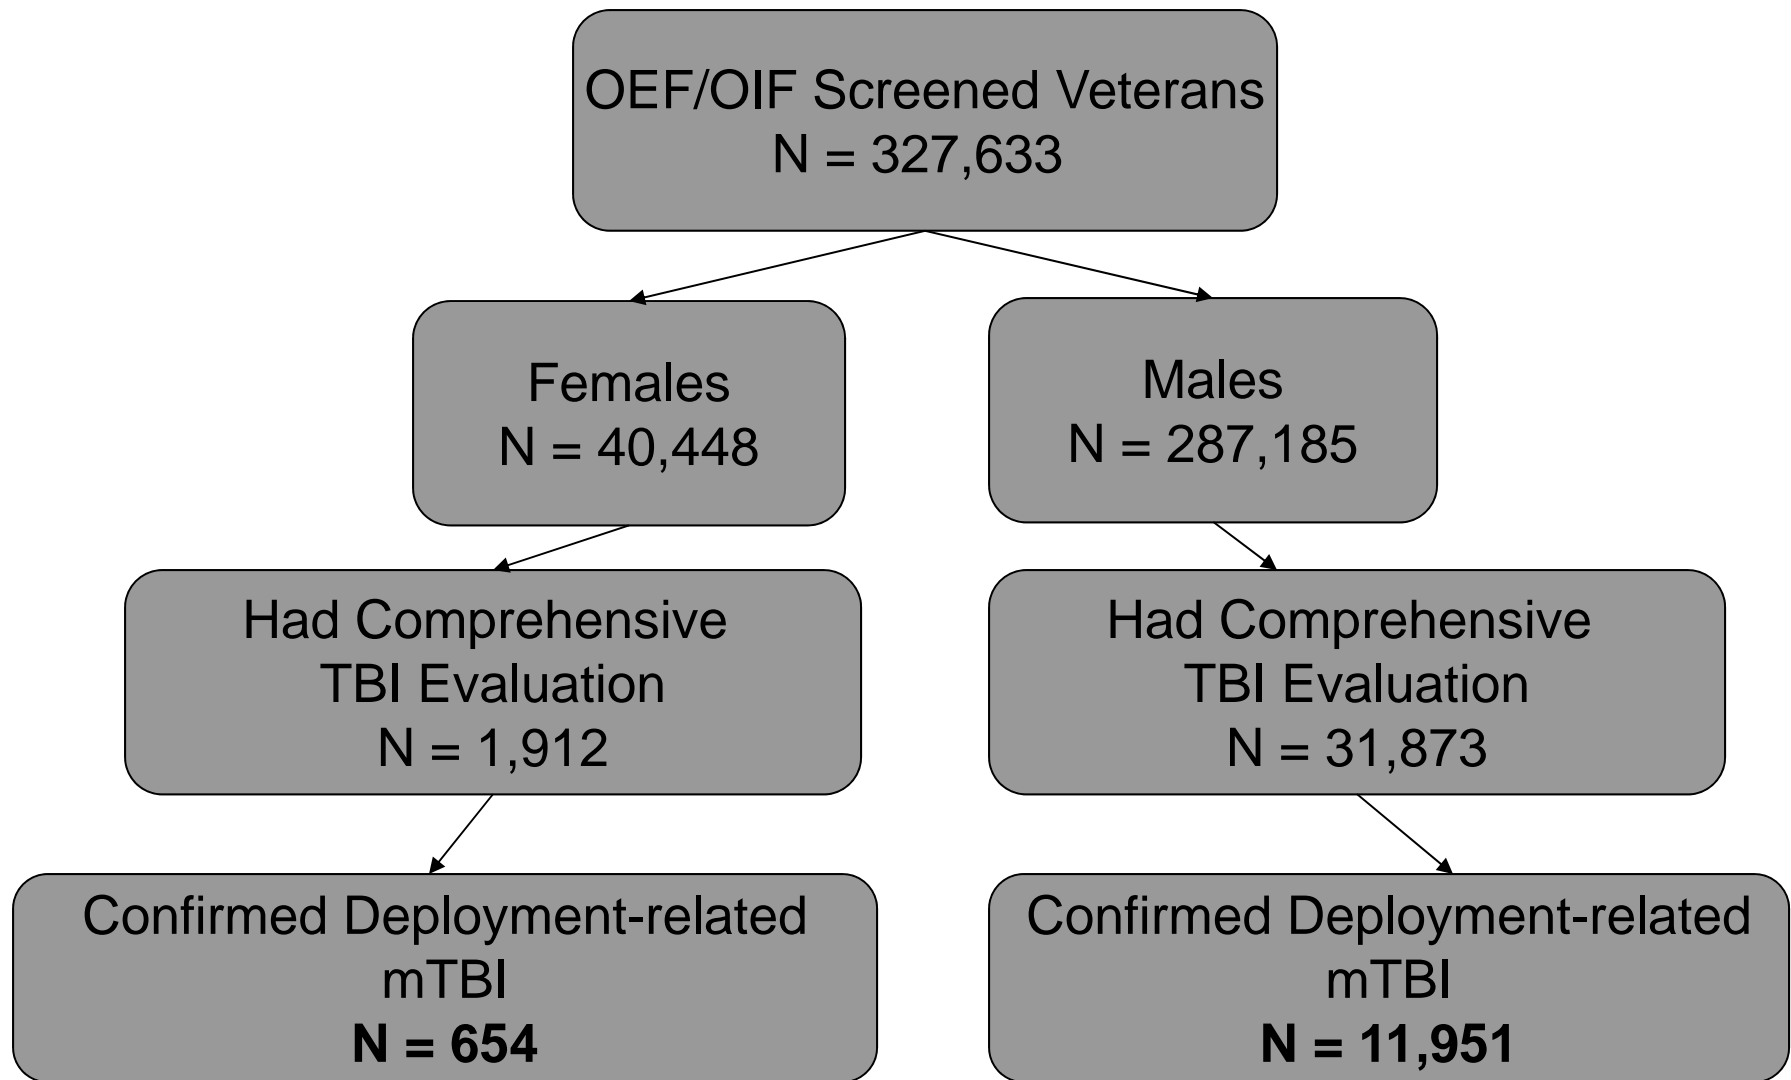 OEF/OIF Screened Veterans
N = 327,633
Females
N = 40,448
Males
N = 287,185
Had Comprehensive
TBI Evaluation
N = 1,912
Had Comprehensive
TBI Evaluation
N = 31,873
Confirmed Deployment-related
mTBI
N = 654
Confirmed Deployment-related
mTBI
N = 11,951